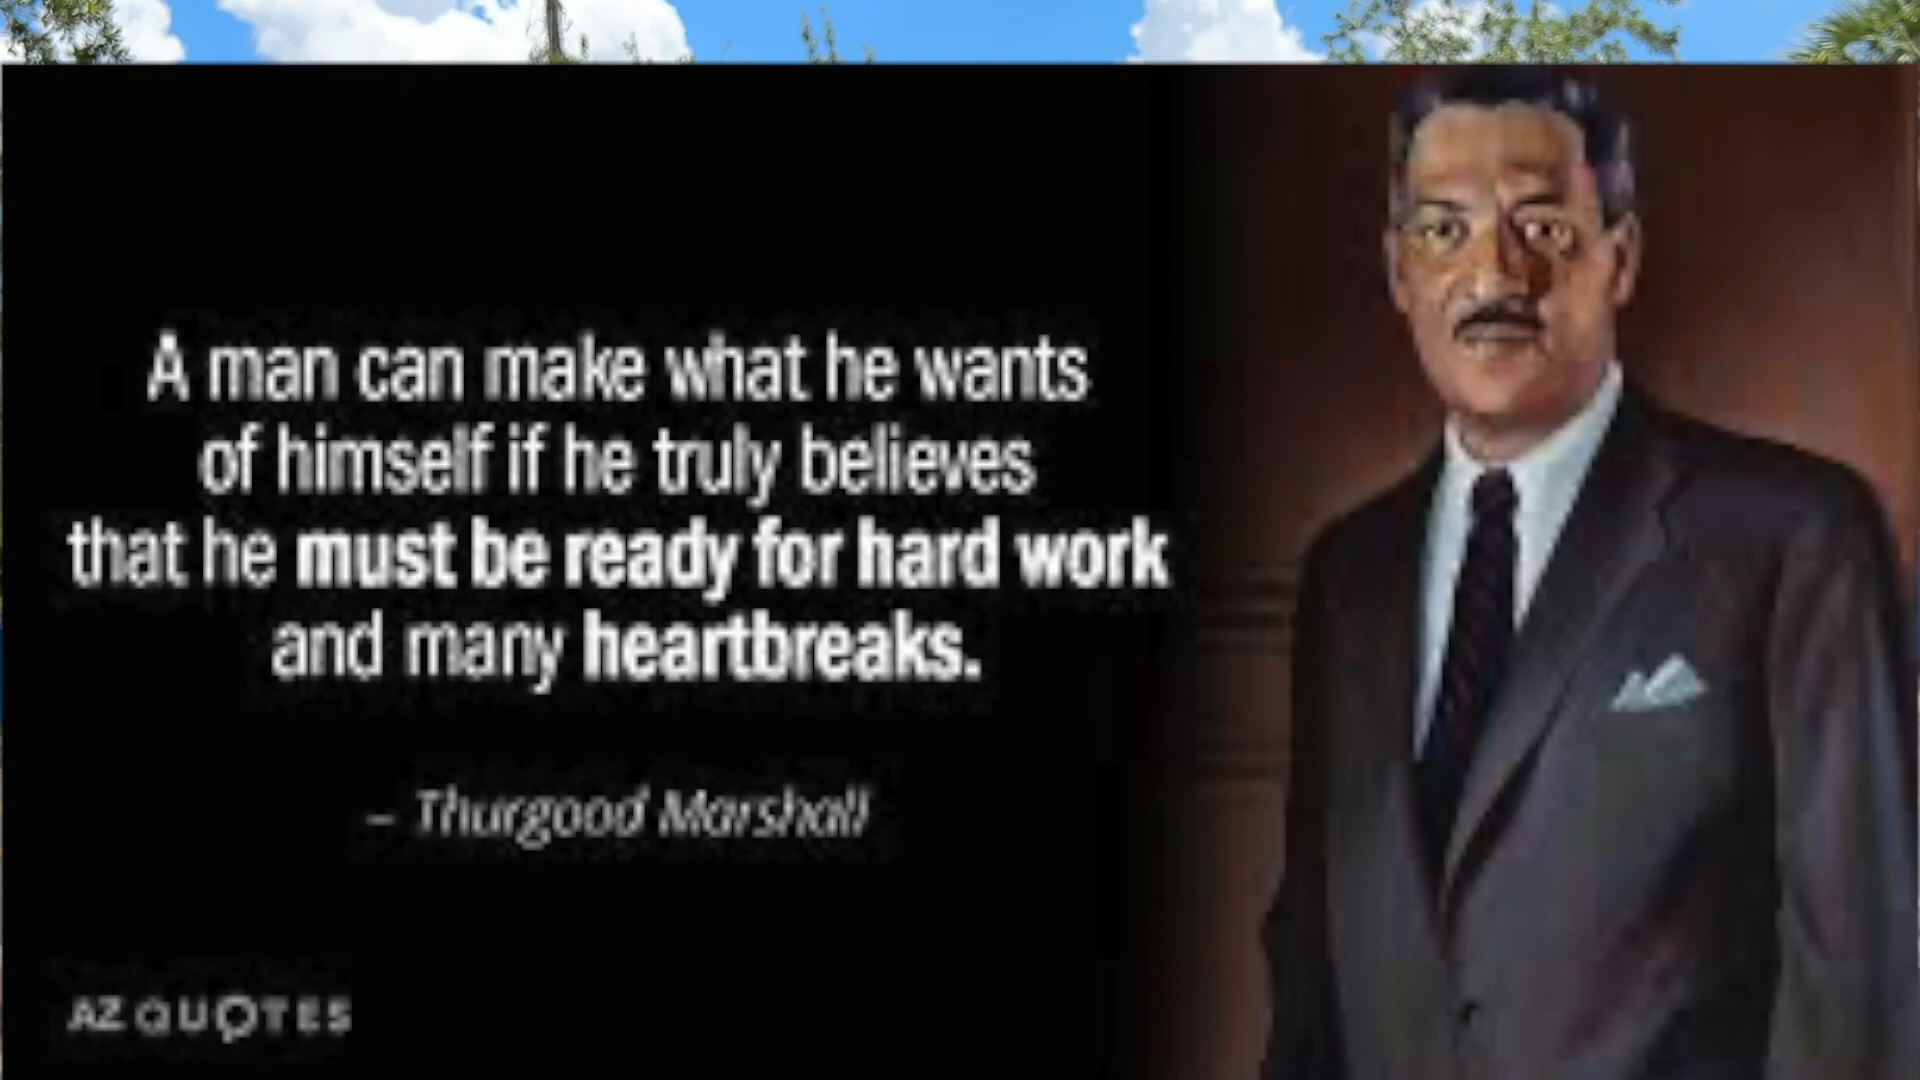 A man can make what he wants
of himself if he truly believes
that he must be ready for hard work
and many heartbreaks.
– Thurgood Marshall
AZ QUOTES